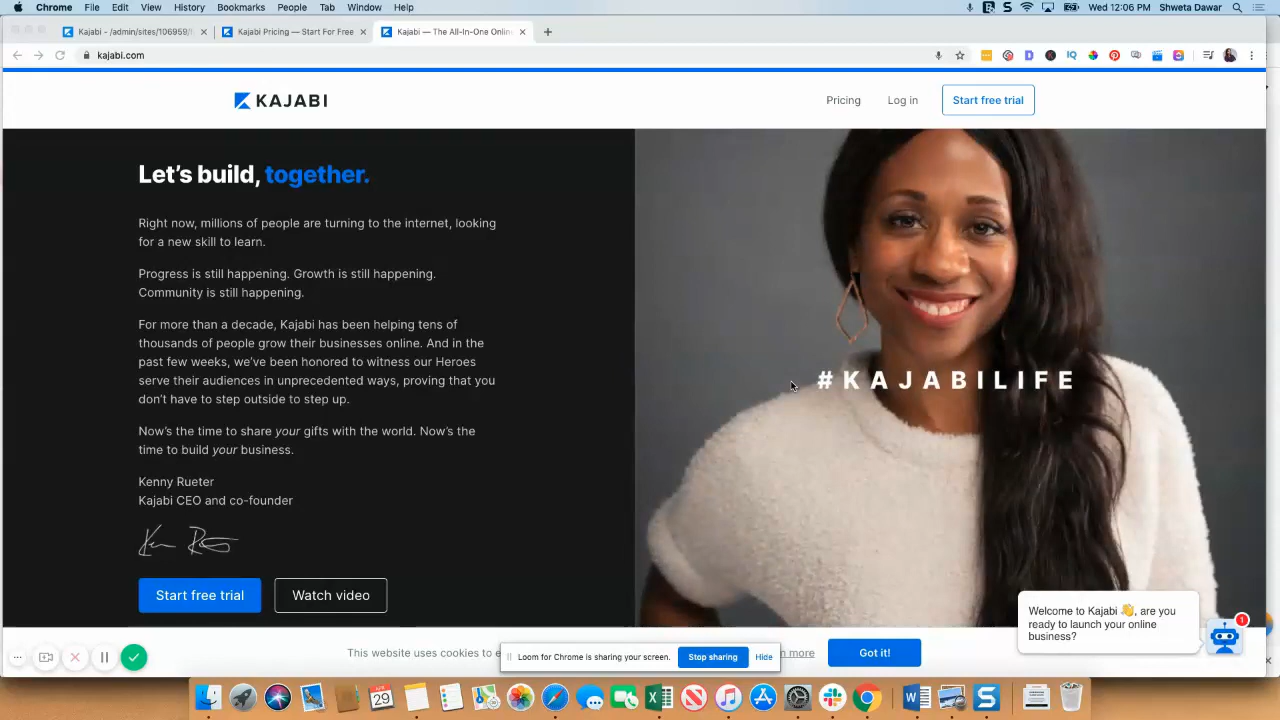 Chrome File Edit View History Bookmarks People Tab Window Help
Wed 12:06 PM Shweta Dawar
Kajabi - /admin/sites/106959/
Kajabi Pricing — Start For Free
Kajabi — The All-In-One Onlin
kajabi.com
KAJABI
Pricing
Log in
Start free trial
Let's build, together.
Right now, millions of people are turning to the internet, looking
for a new skill to learn.
Progress is still happening. Growth is still happening.
Community is still happening.
For more than a decade, Kajabi has been helping tens of
thousands of people grow their businesses online. And in the
past few weeks, we've been honored to witness our Heroes
serve their audiences in unprecedented ways, proving that you
don't have to step outside to step up.
Now's the time to share your gifts with the world. Now's the
time to build your business.
Kenny Rueter
Kajabi CEO and co-founder
Start free trial
Watch video
#KAJABILIFE
Welcome to Kajabi 👋, are you
ready to launch your online
business?
1
This website uses cookies to
Loom for Chrome is sharing your screen.
Stop sharing
Hide
more
Got it!
APR
29